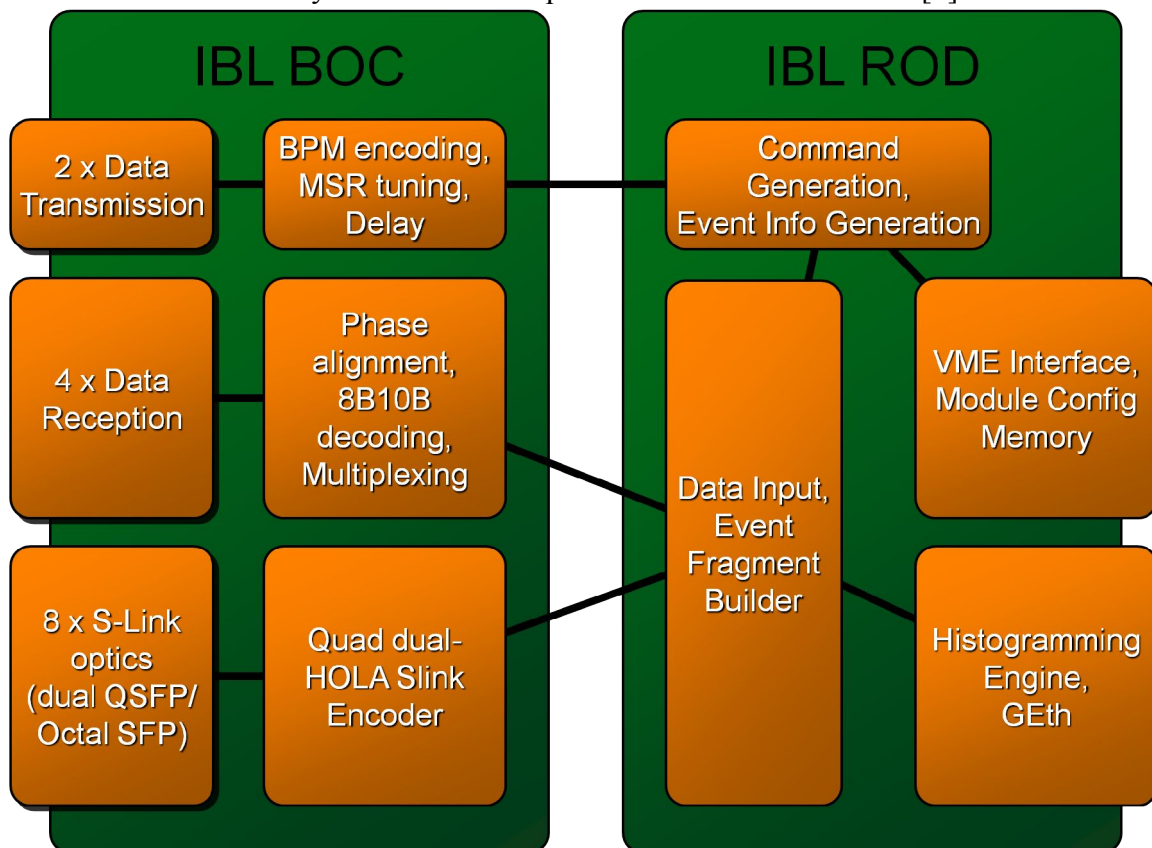 IBL BOC
IBL ROD
2 x Data
Transmission
BPM encoding,
MSR tuning,
Delay
Command
Generation,
Event Info Generation
4 x Data
Reception
Phase
alignment,
8B10B
decoding,
Multiplexing
Data Input,
Event
Fragment
Builder
VME Interface,
Module Config
Memory
8 x S-Link
optics
(dual QSFP/
Octal SFP)
Quad dual-
HOLA Slink
Encoder
Histogramming
Engine,
GEth